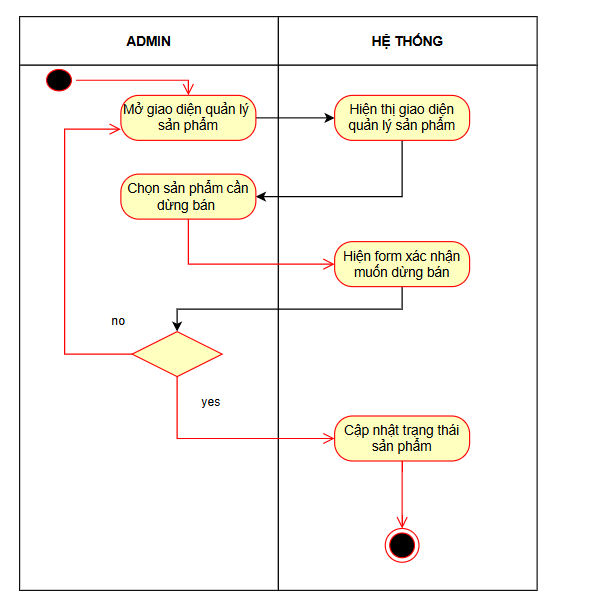 ADMIN
HỆ THỐNG
Mở giao diện quản lý
sản phẩm
Hiện thị giao diện
quản lý sản phẩm
Chọn sản phẩm cần
dừng bán
Hiện form xác nhận
muốn dừng bán
no
yes
Cập nhật trạng thái
sản phẩm